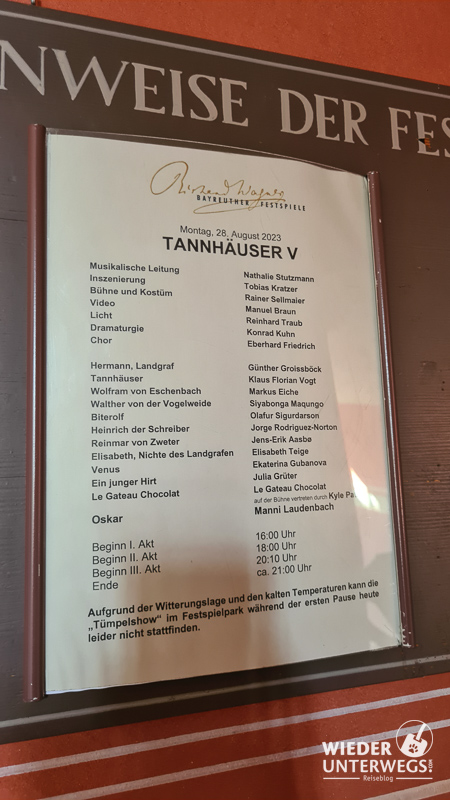 NWEISE DER FES
Richard Wagner
BAYREUTHER FESTSPIELE
Montag, 28. August 2023
TANNHÄUSER V
Musikalische Leitung Nathalie Stutzmann
Inszenierung Tobias Kratzer
Bühne und Kostüm Rainer Sellmaier
Video Manuel Braun
Licht Reinhard Traub
Dramaturgie Konrad Kuhn
Chor Eberhard Friedrich
Hermann, Landgraf Günther Groissböck
Tannhäuser Klaus Florian Vogt
Wolfram von Eschenbach Markus Eiche
Walther von der Vogelweide Siyabonga Maqungo
Biterolf Olafur Sigurdarson
Heinrich der Schreiber Jorge Rodriguez-Norton
Reinmar von Zweter Jens-Erik Aasbø
Elisabeth, Nichte des Landgrafen Elisabeth Teige
Venus Ekaterina Gubanova
Ein junger Hirt Julia Grüter
Le Gateau Chocolat Le Gateau Chocolat
auf der Bühne vertreten durch Kyle Pa
Oskar Manni Laudenbach
Beginn I. Akt 16:00 Uhr
Beginn II. Akt 18:00 Uhr
Beginn III. Akt 20:10 Uhr
Ende ca. 21:00 Uhr
Aufgrund der Witterungslage und den kalten Temperaturen kann die
„Tümpelshow“ im Festspielpark während der ersten Pause heute
leider nicht stattfinden.
WIEDER
UNTERWEGS.COM
Reiseblog